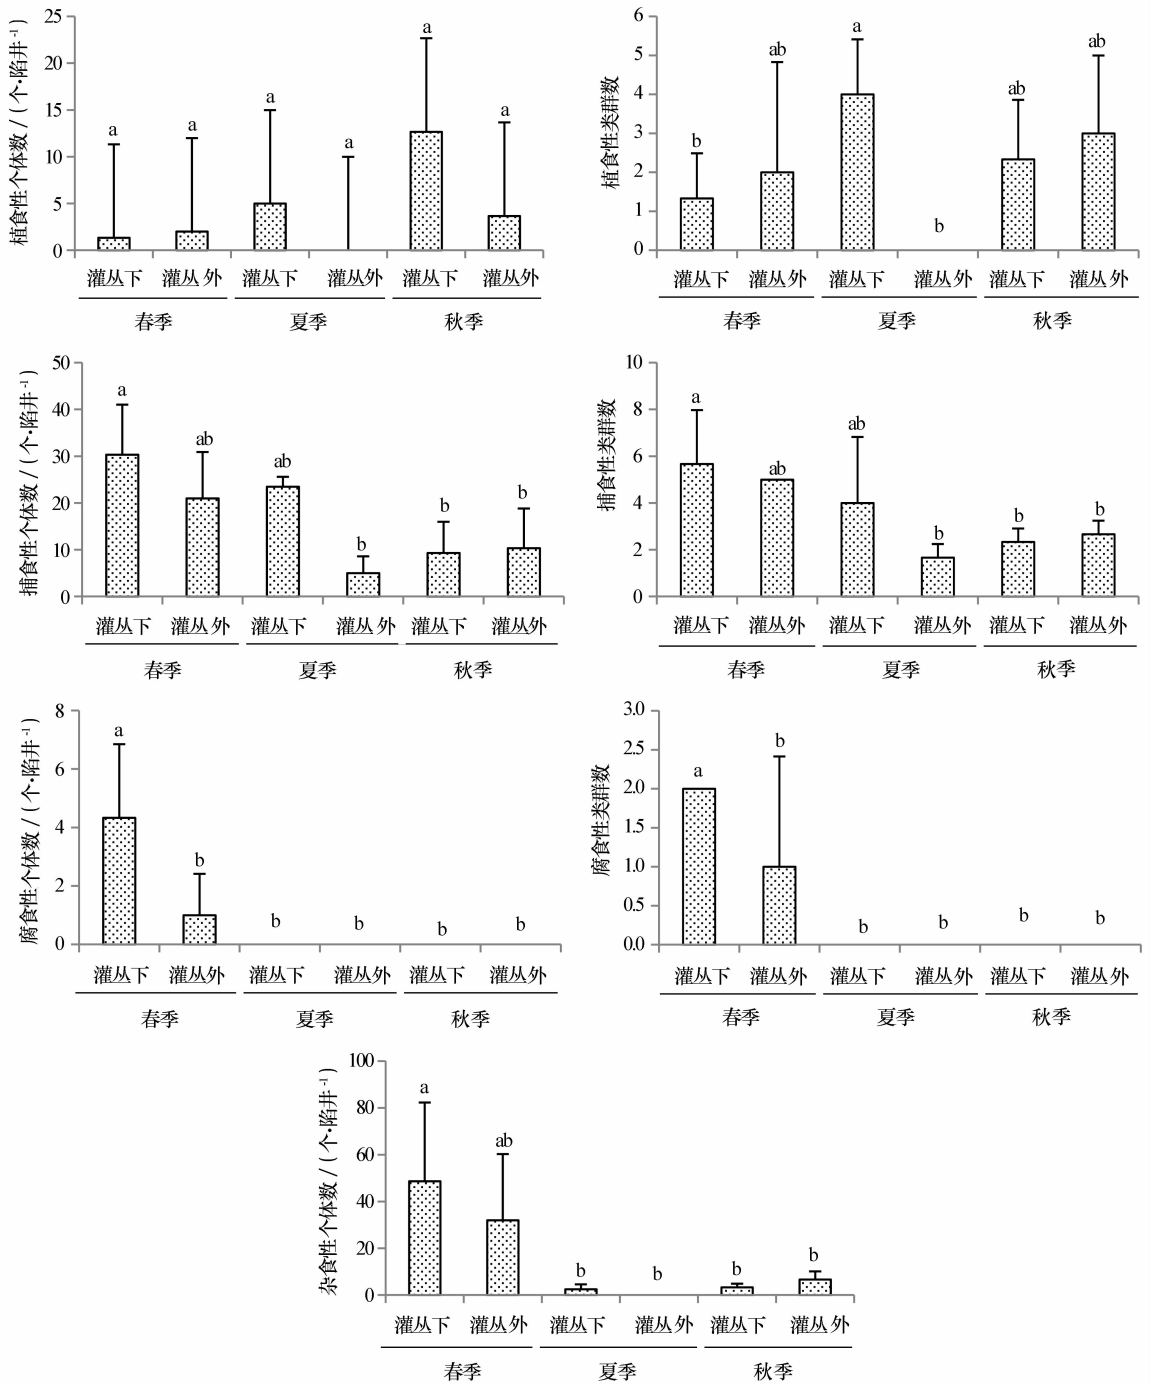 植食性个体数 / ( 个·陷井⁻¹ )
25
20
15
10
5
0
a a a a a a
灌丛下 灌丛外 灌丛下 灌丛外 灌丛下 灌丛外
春季 夏季 秋季
植食性类群数
6
5
4
3
2
1
0
b ab a b ab ab
灌丛下 灌丛外 灌丛下 灌丛外 灌丛下 灌丛外
春季 夏季 秋季
捕食性个体数 / ( 个·陷井⁻¹ )
50
40
30
20
10
0
a ab ab b b b
灌丛下 灌丛外 灌丛下 灌丛外 灌丛下 灌丛外
春季 夏季 秋季
捕食性类群数
10
8
6
4
2
0
a ab ab b b b
灌丛下 灌丛外 灌丛下 灌丛外 灌丛下 灌丛外
春季 夏季 秋季
腐食性个体数 / ( 个·陷井⁻¹ )
8
6
4
2
0
a b b b b b
灌丛下 灌丛外 灌丛下 灌丛外 灌丛下 灌丛外
春季 夏季 秋季
腐食性类群数
3.0
2.5
2.0
1.5
1.0
0.5
0.0
a b b b b b
灌丛下 灌丛外 灌丛下 灌丛外 灌丛下 灌丛外
春季 夏季 秋季
杂食性个体数 / ( 个·陷井⁻¹ )
100
80
60
40
20
0
a ab b b b b
灌丛下 灌丛外 灌丛下 灌丛外 灌丛下 灌丛外
春季 夏季 秋季